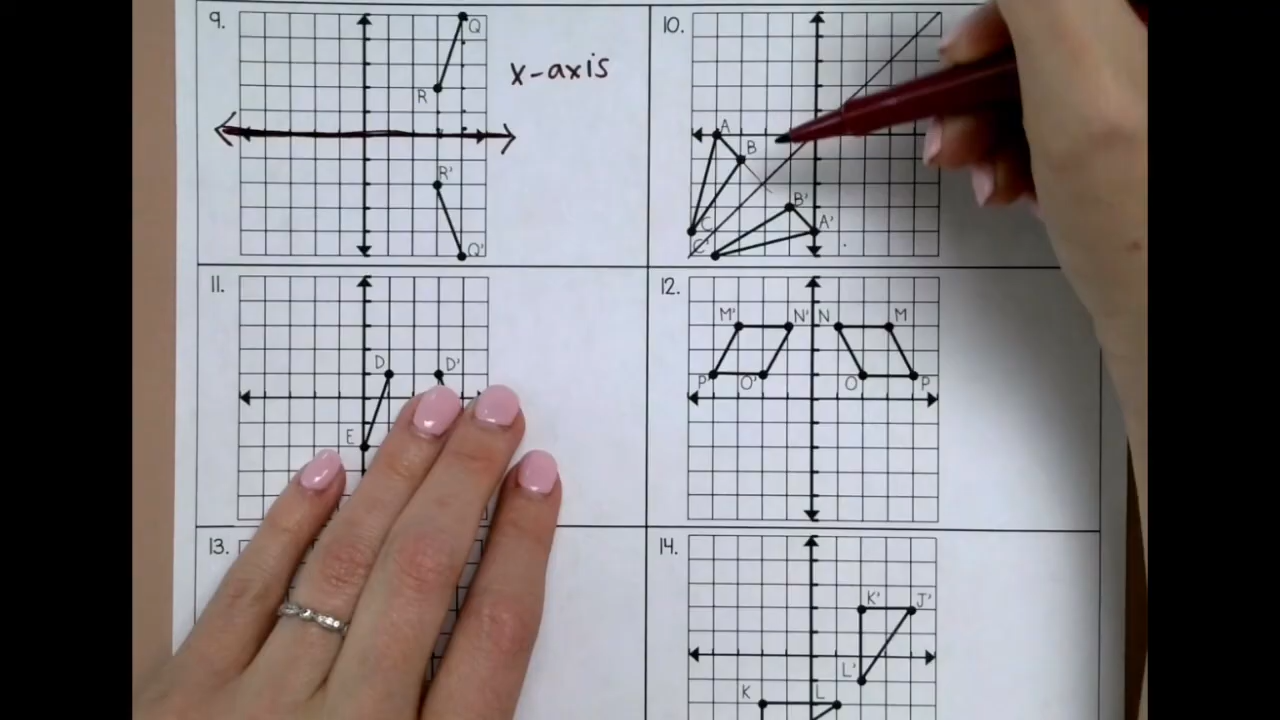 9.
Q
R
R'
Q'
x-axis
10.
A
B
C
C'
B'
A'
11.
D
D'
E
12.
M'
N'
N
M
P'
O'
O
P
13.
14.
K'
J'
L'
K
L